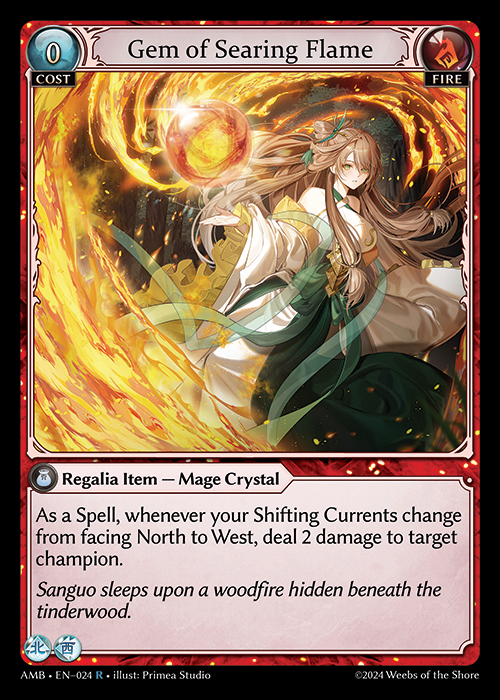 0
Gem of Searing Flame
COST
FIRE
Regalia Item — Mage Crystal
As a Spell, whenever your Shifting Currents change
from facing North to West, deal 2 damage to target
champion.
Sanguo sleeps upon a woodfire hidden beneath the
tinderwood.
北 西
AMB • EN–024 R • illust: Primea Studio
©2024 Weebs of the Shore